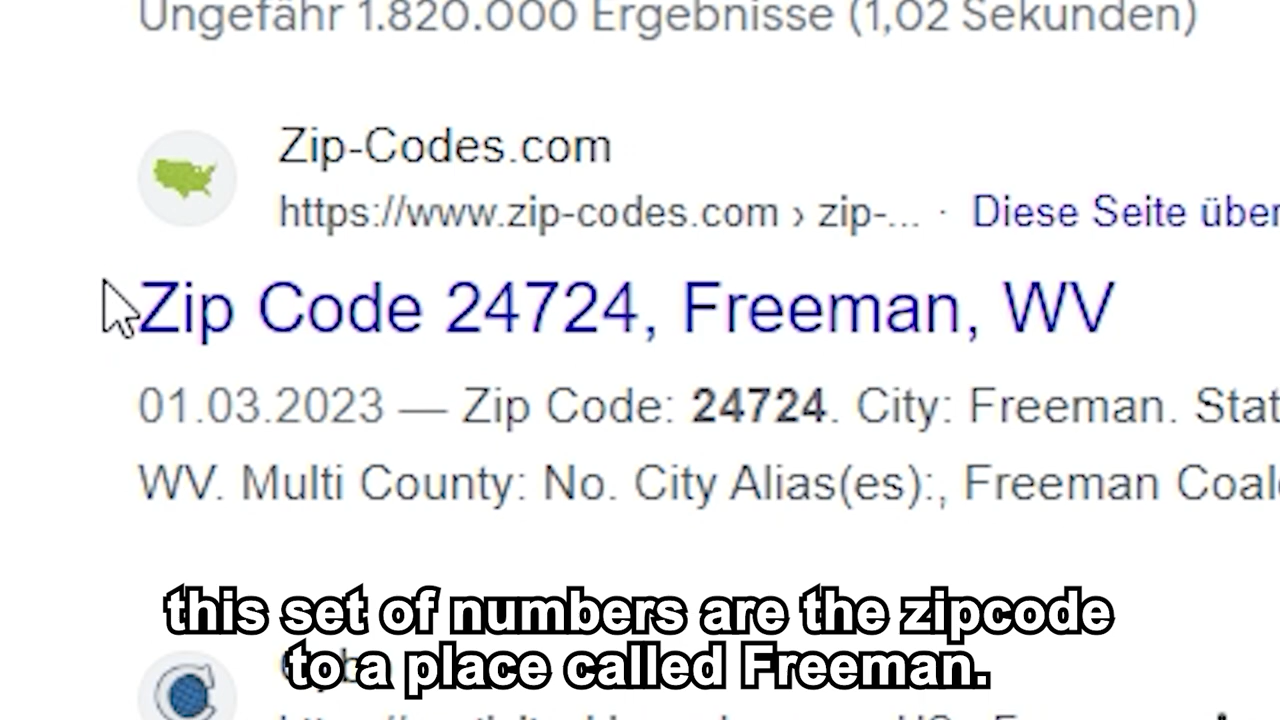 Ungefähr 1.820.000 Ergebnisse (1,02 Sekunden)
Zip-Codes.com
https://www.zip-codes.com › zip-... · Diese Seite über
Zip Code 24724, Freeman, WV
01.03.2023 — Zip Code: 24724. City: Freeman. Stat
WV. Multi County: No. City Alias(es):, Freeman Coal
this set of numbers are the zipcode
to a place called Freeman.